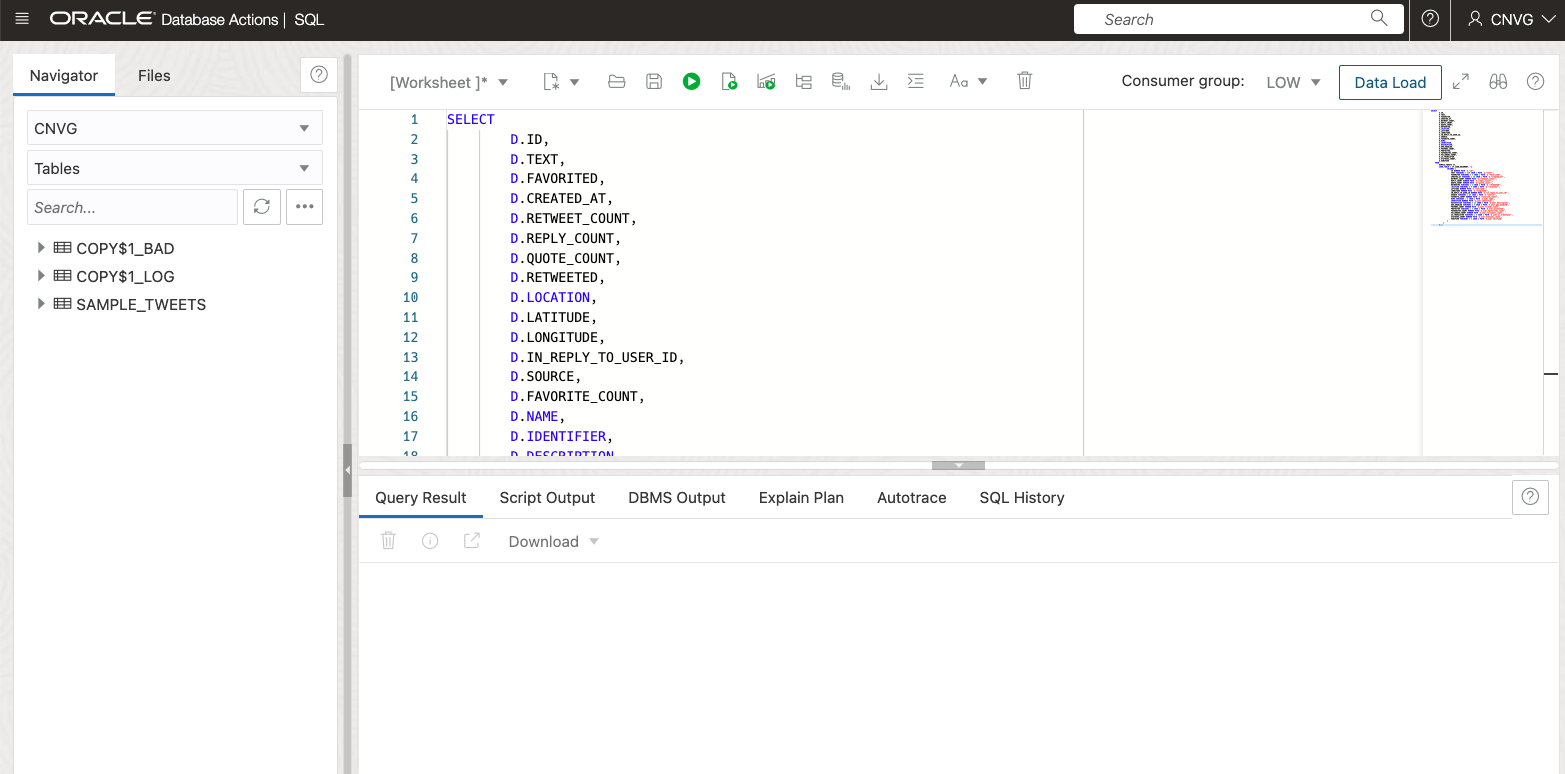 ORACLE Database Actions | SQL
Search
CNVG
Navigator
Files
CNVG
Tables
Search...
COPY$1_BAD
COPY$1_LOG
SAMPLE_TWEETS
[Worksheet ]*
Aa
Consumer group:
LOW
Data Load
1 SELECT
2 D.ID,
3 D.TEXT,
4 D.FAVORITED,
5 D.CREATED_AT,
6 D.RETWEET_COUNT,
7 D.REPLY_COUNT,
8 D.QUOTE_COUNT,
9 D.RETWEETED,
10 D.LOCATION,
11 D.LATITUDE,
12 D.LONGITUDE,
13 D.IN_REPLY_TO_USER_ID,
14 D.SOURCE,
15 D.FAVORITE_COUNT,
16 D.NAME,
17 D.IDENTIFIER,
18 D.DESCRIPTION
Query Result
Script Output
DBMS Output
Explain Plan
Autotrace
SQL History
Download